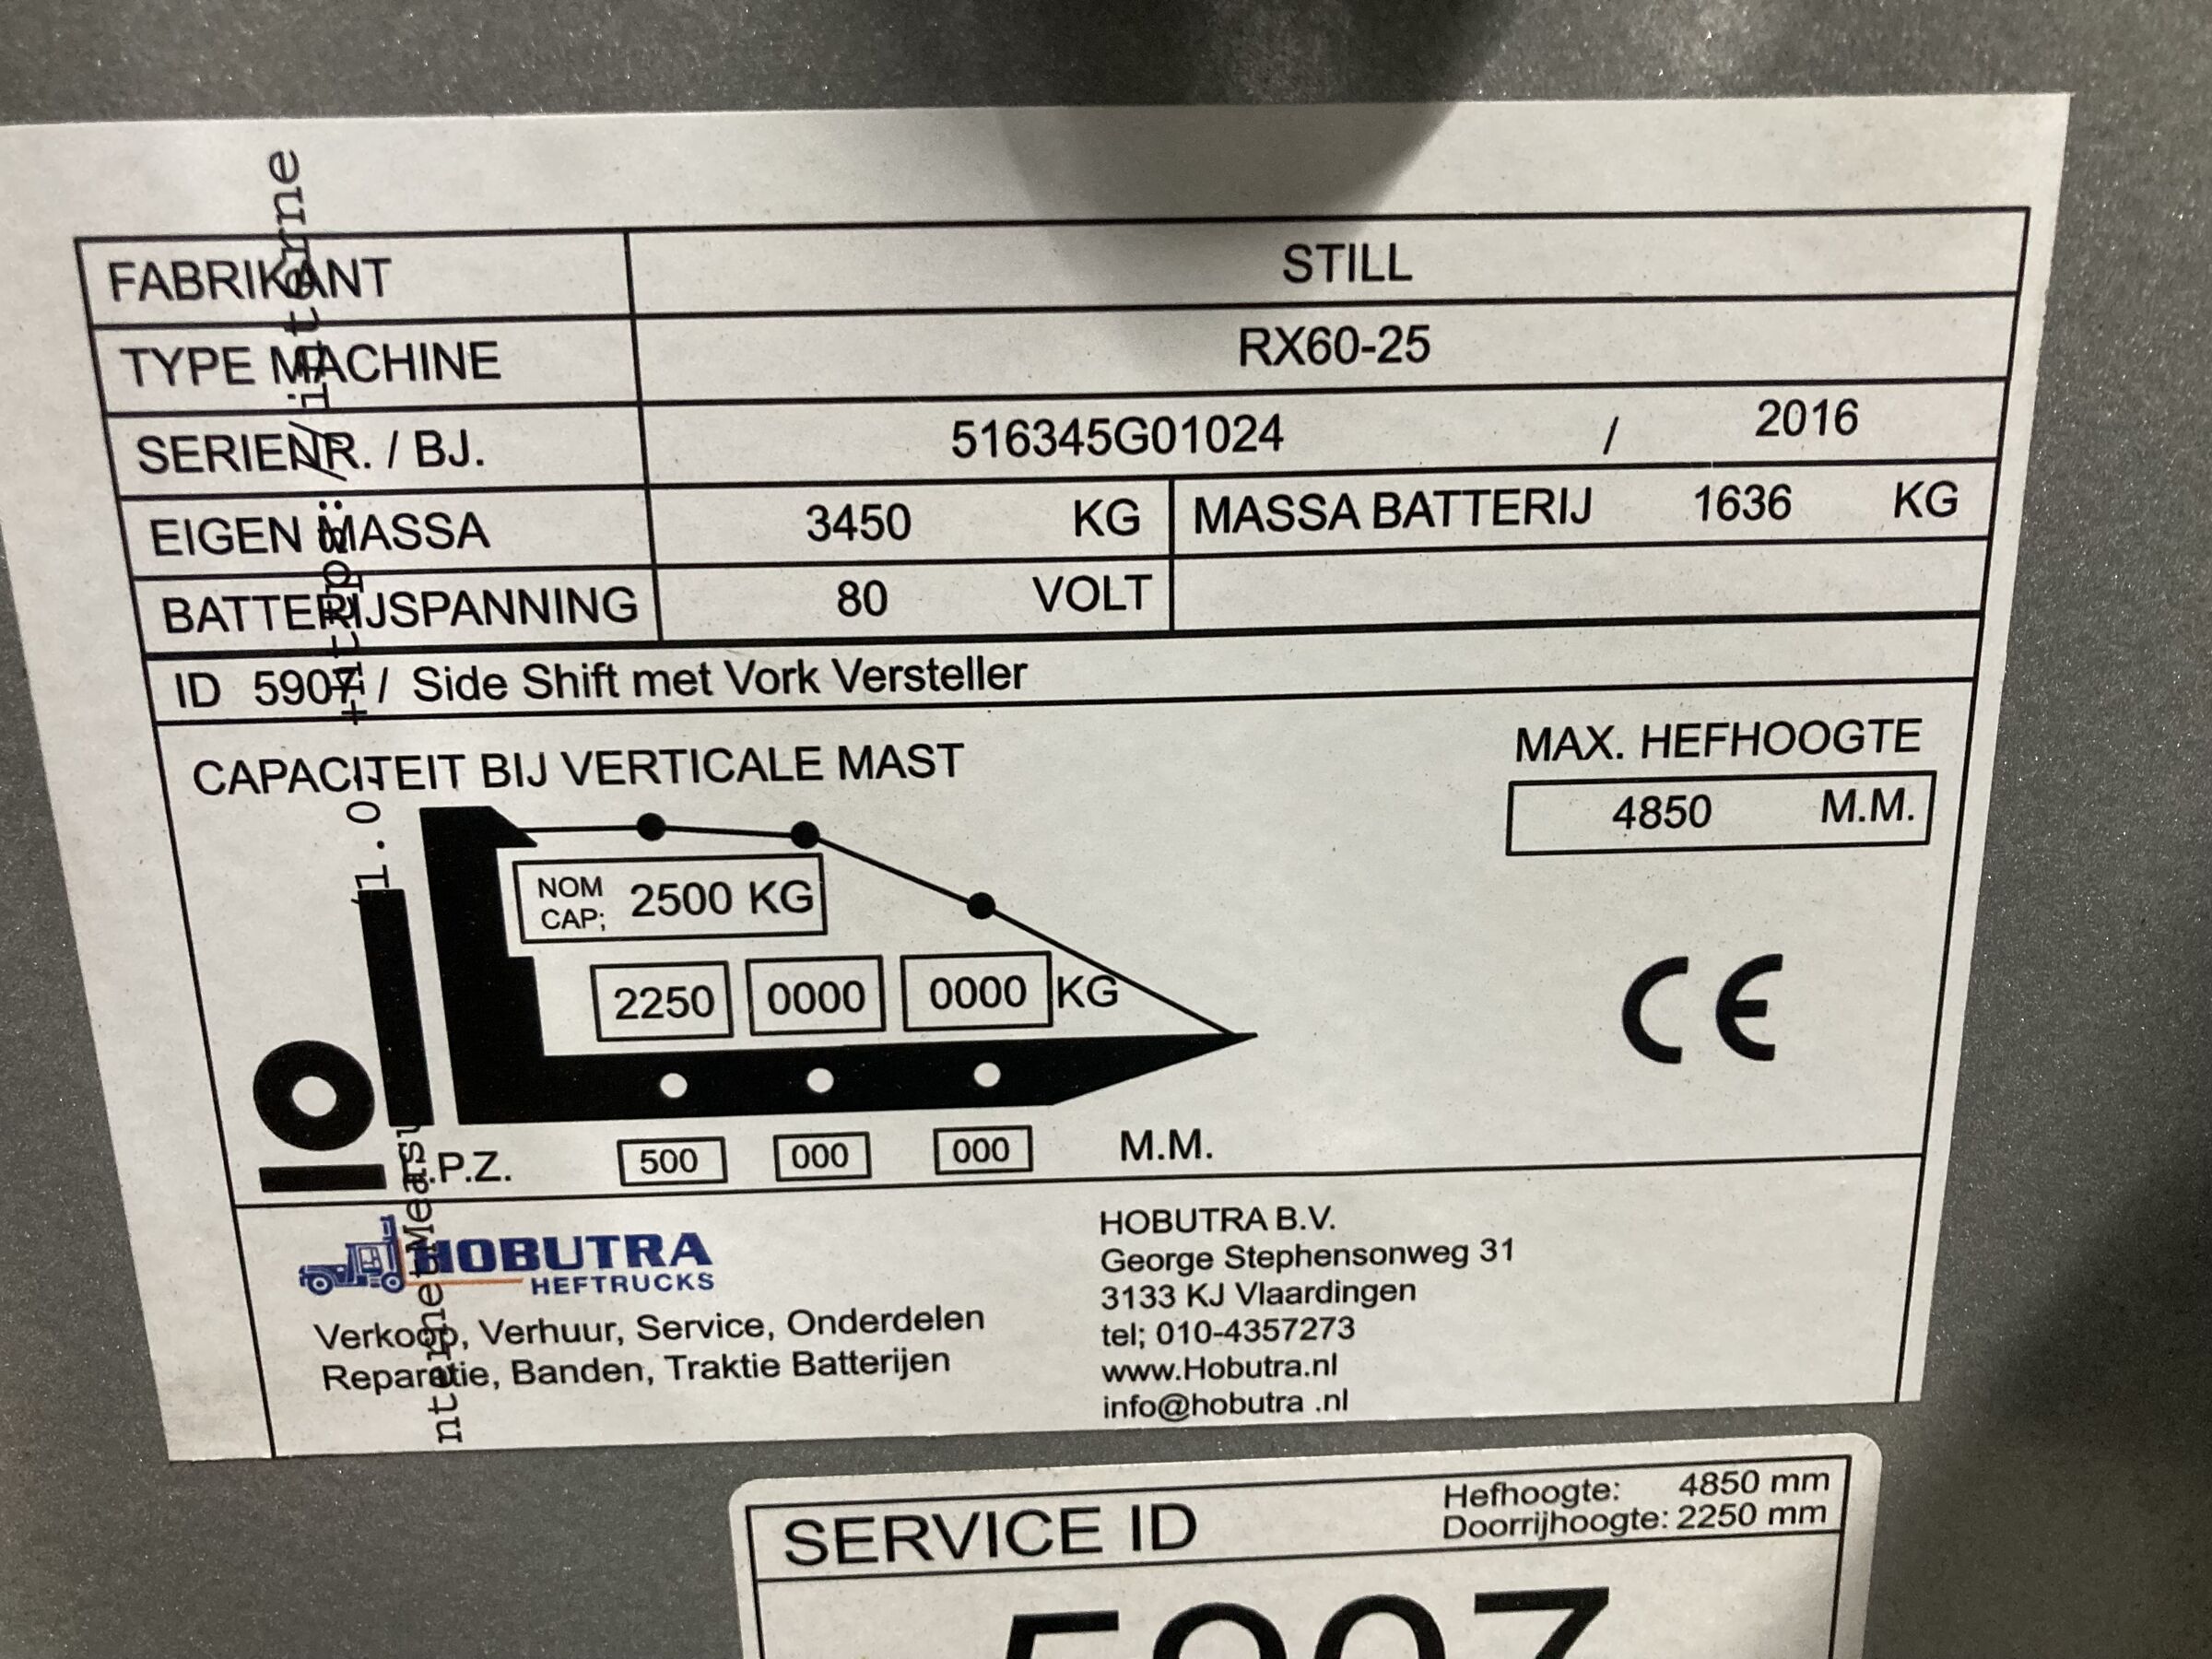 FABRIKANT STILL
TYPE MACHINE RX60-25
SERIENR. / BJ. 516345G01024 / 2016
EIGEN MASSA 3450 KG MASSA BATTERIJ 1636 KG
BATTERIJSPANNING 80 VOLT
ID 5907 / Side Shift met Vork Versteller
CAPACITEIT BIJ VERTICALE MAST
MAX. HEFHOOGTE
4850 M.M.
NOM CAP; 2500 KG
2250 0000 0000 KG
CE
.P.Z. 500 000 000 M.M.
HOBUTRA
HEFTRUCKS
Verkoop, Verhuur, Service, Onderdelen
Reparatie, Banden, Traktie Batterijen
HOBUTRA B.V.
George Stephensonweg 31
3133 KJ Vlaardingen
tel; 010-4357273
www.Hobutra.nl
info@hobutra .nl
SERVICE ID
Hefhoogte: 4850 mm
Doorrijhoogte: 2250 mm
5907